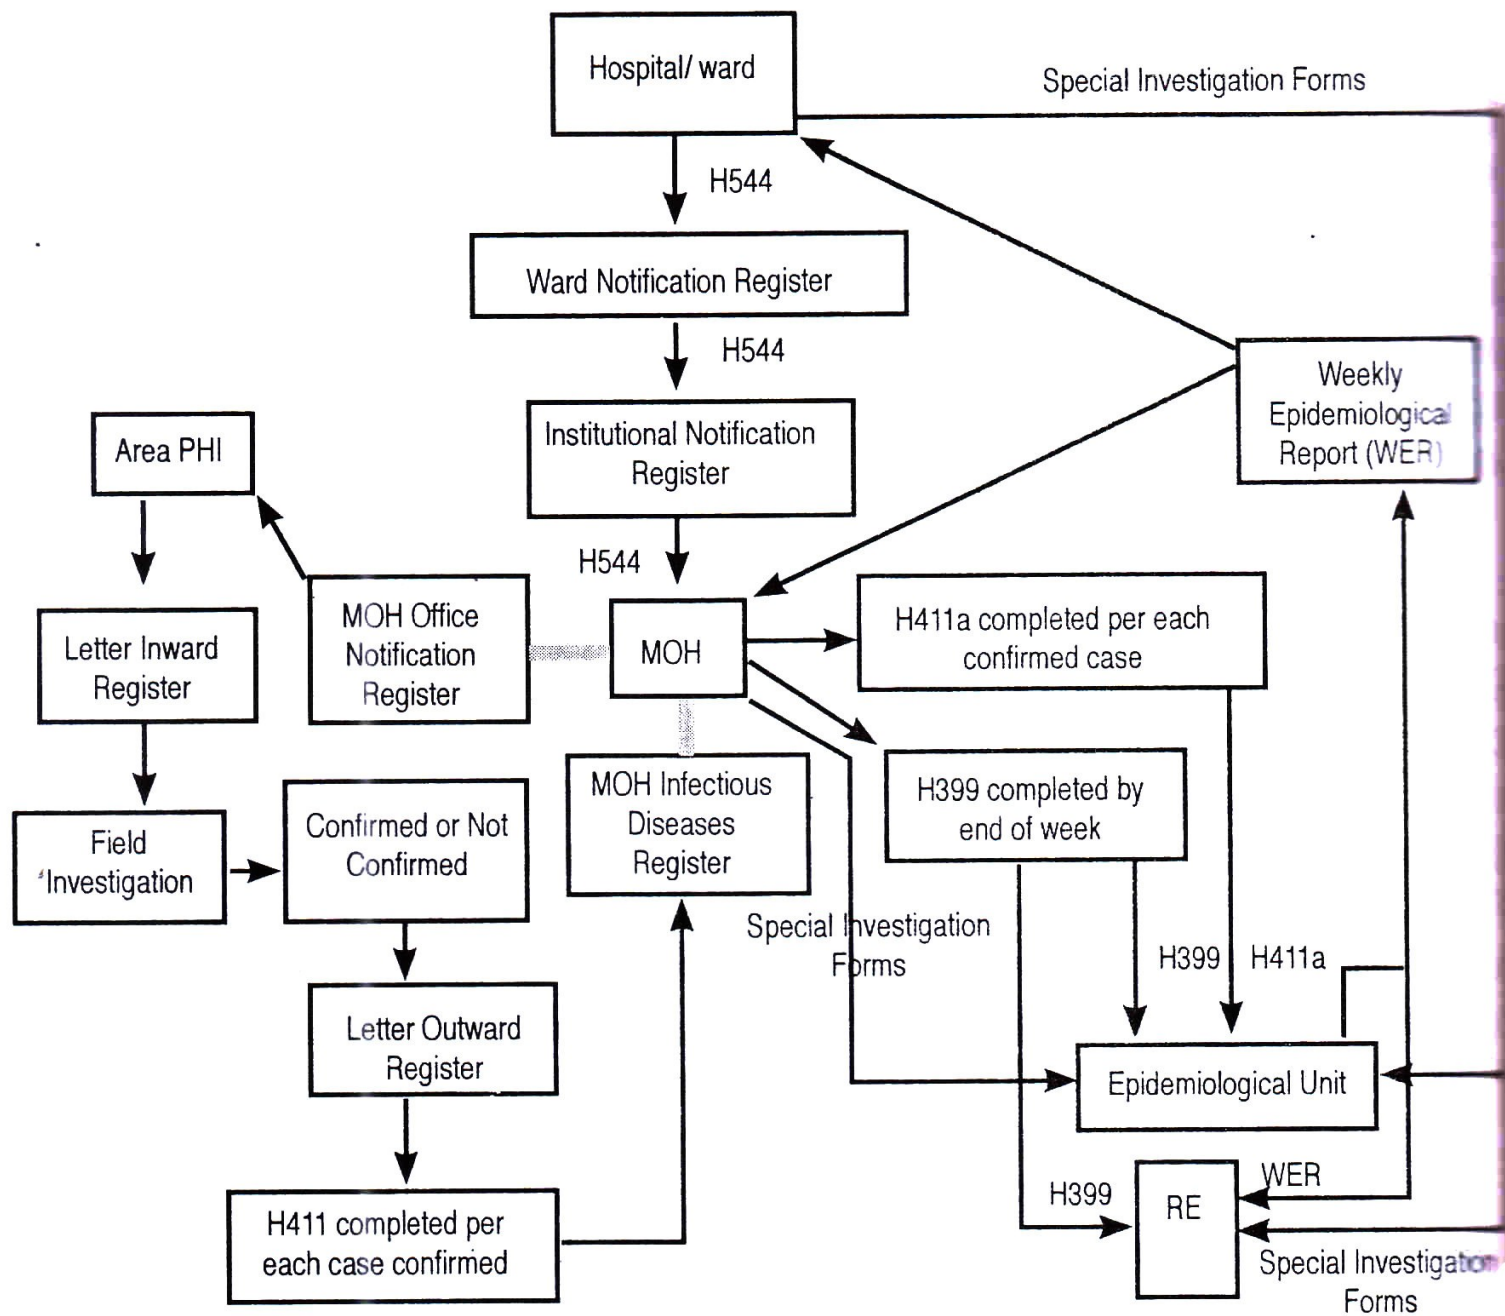 Hospital/ ward
Special Investigation Forms
H544
Ward Notification Register
H544
Weekly
Epidemiological
Report (WER)
Institutional Notification
Register
Area PHI
H544
MOH Office
Notification
Register
MOH
H411a completed per each
confirmed case
Letter Inward
Register
MOH Infectious
Diseases
Register
H399 completed by
end of week
Field
Investigation
Confirmed or Not
Confirmed
Special Investigation
Forms
H399
H411a
Letter Outward
Register
Epidemiological Unit
H411 completed per
each case confirmed
H399
RE
WER
Special Investigation
Forms